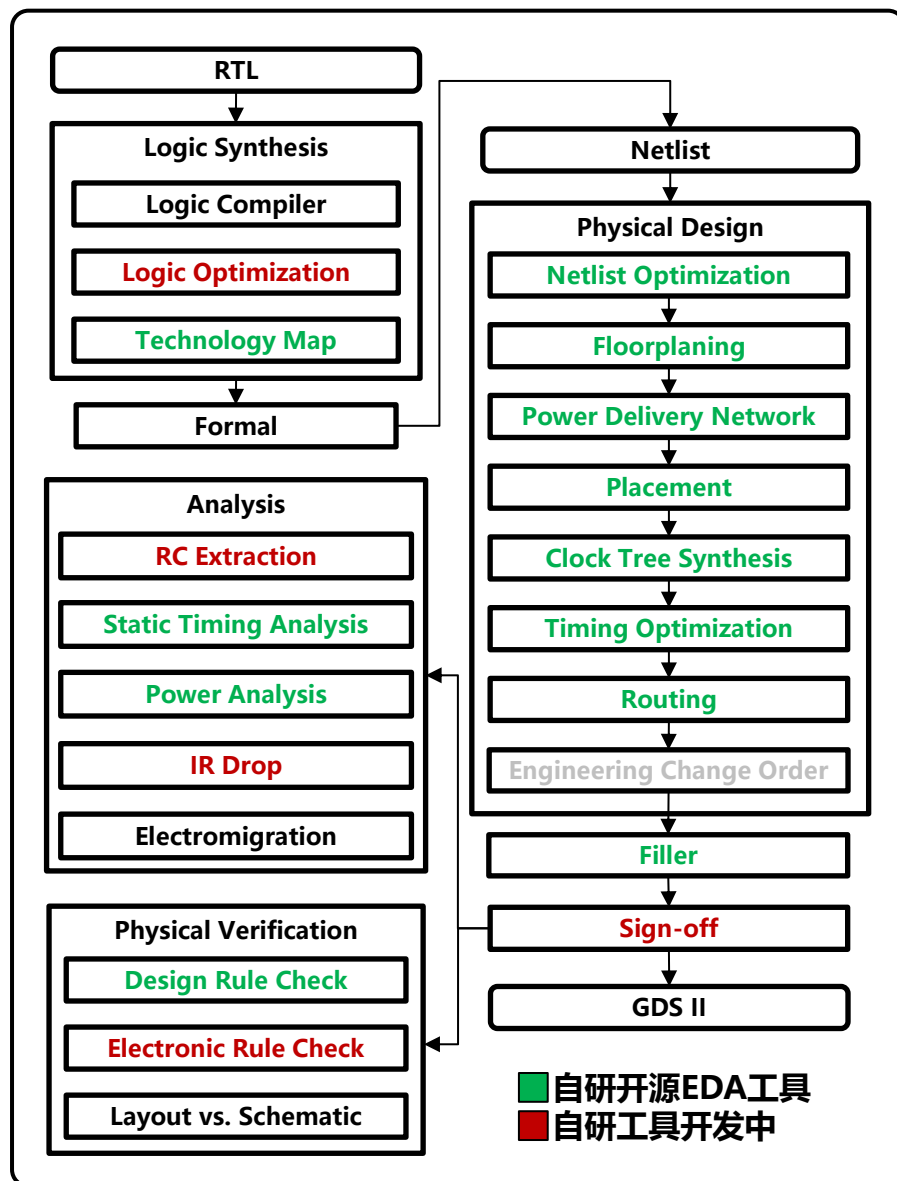 RTL
Logic Synthesis
Logic Compiler
Logic Optimization
Technology Map
Formal
Netlist
Physical Design
Netlist Optimization
Floorplaning
Power Delivery Network
Placement
Clock Tree Synthesis
Timing Optimization
Routing
Engineering Change Order
Filler
Sign-off
GDS II
Analysis
RC Extraction
Static Timing Analysis
Power Analysis
IR Drop
Electromigration
Physical Verification
Design Rule Check
Electronic Rule Check
Layout vs. Schematic
自研开源EDA工具
自研工具开发中